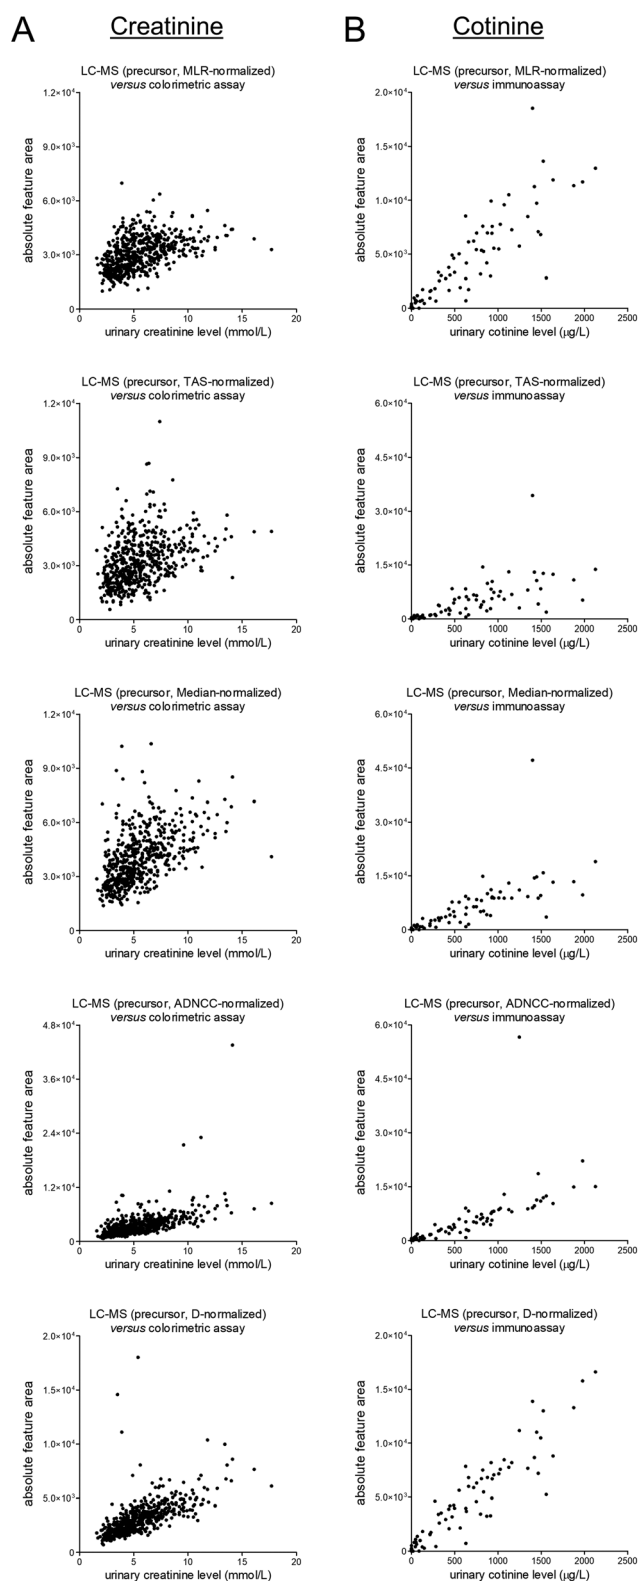 A Creatinine
B Cotinine
LC-MS (precursor, MLR-normalized)
versus colorimetric assay
1.2×10⁴
6.0×10³
3.0×10³
0
0 5 10 15 20
absolute feature area
urinary creatinine level (mmol/L)
LC-MS (precursor, MLR-normalized)
versus immunoassay
2.0×10⁴
1.5×10⁴
1.0×10⁴
5.0×10³
0
0 500 1000 1500 2000 2500
absolute feature area
urinary cotinine level (µg/L)
LC-MS (precursor, TAS-normalized)
versus colorimetric assay
1.2×10⁴
6.0×10³
3.0×10³
0
0 5 10 15 20
absolute feature area
urinary creatinine level (mmol/L)
LC-MS (precursor, TAS-normalized)
versus immunoassay
6.0×10⁴
4.5×10⁴
3.0×10⁴
1.5×10⁴
0
0 500 1000 1500 2000 2500
absolute feature area
urinary cotinine level (µg/L)
LC-MS (precursor, Median-normalized)
versus colorimetric assay
1.2×10⁴
6.0×10³
3.0×10³
0
0 5 10 15 20
absolute feature area
urinary creatinine level (mmol/L)
LC-MS (precursor, Median-normalized)
versus immunoassay
6.0×10⁴
4.5×10⁴
3.0×10⁴
1.5×10⁴
0
0 500 1000 1500 2000 2500
absolute feature area
urinary cotinine level (µg/L)
LC-MS (precursor, ADNCC-normalized)
versus colorimetric assay
4.8×10⁴
3.6×10⁴
2.4×10⁴
1.2×10⁴
0
0 5 10 15 20
absolute feature area
urinary creatinine level (mmol/L)
LC-MS (precursor, ADNCC-normalized)
versus immunoassay
6.0×10⁴
4.5×10⁴
3.0×10⁴
1.5×10⁴
0
0 500 1000 1500 2000 2500
absolute feature area
urinary cotinine level (µg/L)
LC-MS (precursor, D-normalized)
versus colorimetric assay
2.0×10⁴
1.5×10⁴
1.0×10⁴
5.0×10³
0
0 5 10 15 20
absolute feature area
urinary creatinine level (mmol/L)
LC-MS (precursor, D-normalized)
versus immunoassay
2.0×10⁴
1.5×10⁴
1.0×10⁴
5.0×10³
0
0 500 1000 1500 2000 2500
absolute feature area
urinary cotinine level (µg/L)